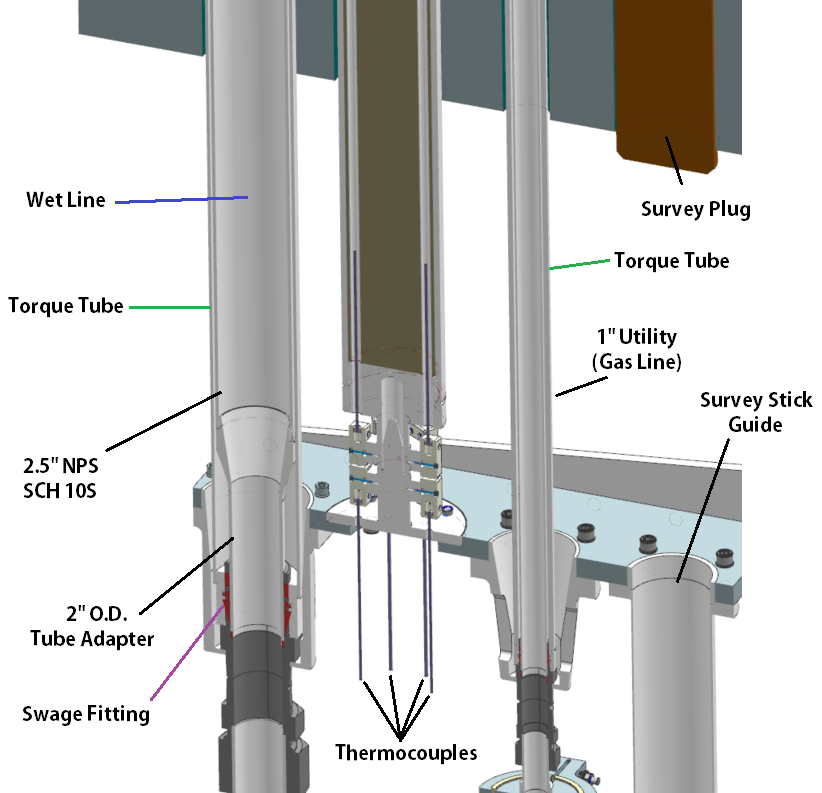 Wet Line
Survey Plug
Torque Tube
Torque Tube
1" Utility
(Gas Line)
Survey Stick
Guide
2.5" NPS
SCH 10S
2" O.D.
Tube Adapter
Swage Fitting
Thermocouples